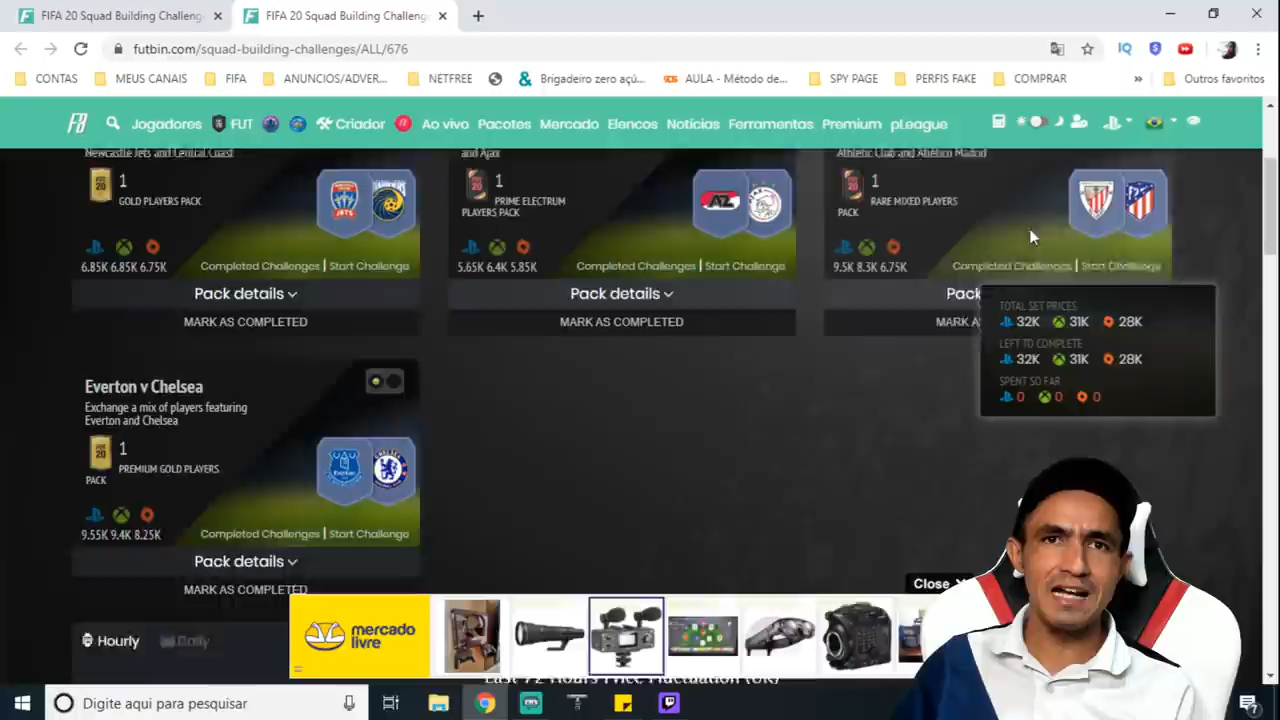 FIFA 20 Squad Building Challeng
FIFA 20 Squad Building Challeng
futbin.com/squad-building-challenges/ALL/676
CONTAS
MEUS CANAIS
FIFA
ANUNCIOS/ADVER...
NETFREE
Brigadeiro zero açú...
AULA - Método de...
SPY PAGE
PERFIS FAKE
COMPRAR
»
Outros favoritos
Jogadores
FUT
Criador
Ao vivo
Pacotes
Mercado
Elencos
Notícias
Ferramentas
Premium
pLeague
Newcastle Jets and Central Coast
1
GOLD PLAYERS PACK
6.85K 6.85K 6.75K
Completed Challenges | Start Challenge
Pack details
MARK AS COMPLETED
and Ajax
1
PRIME ELECTRUM
PLAYERS PACK
AZ
5.65K 6.4K 5.85K
Completed Challenges | Start Challenge
Pack details
MARK AS COMPLETED
Athletic Club and Atlético Madrid
1
RARE MIXED PLAYERS
PACK
9.5K 8.3K 6.75K
Completed Challenges | Start Challenge
Pack
MARK A
TOTAL SET PRICES
32K 31K 28K
LEFT TO COMPLETE
32K 31K 28K
SPENT SO FAR
0 0 0
Everton v Chelsea
Exchange a mix of players featuring
Everton and Chelsea
1
PREMIUM GOLD PLAYERS
PACK
9.55K 9.4K 8.25K
Completed Challenges | Start Challenge
Pack details
MARK AS COMPLETED
Close
Hourly
Daily
mercado
livre
Last 72 Hours Price Fluctuation (UK)
Digite aqui para pesquisar
7